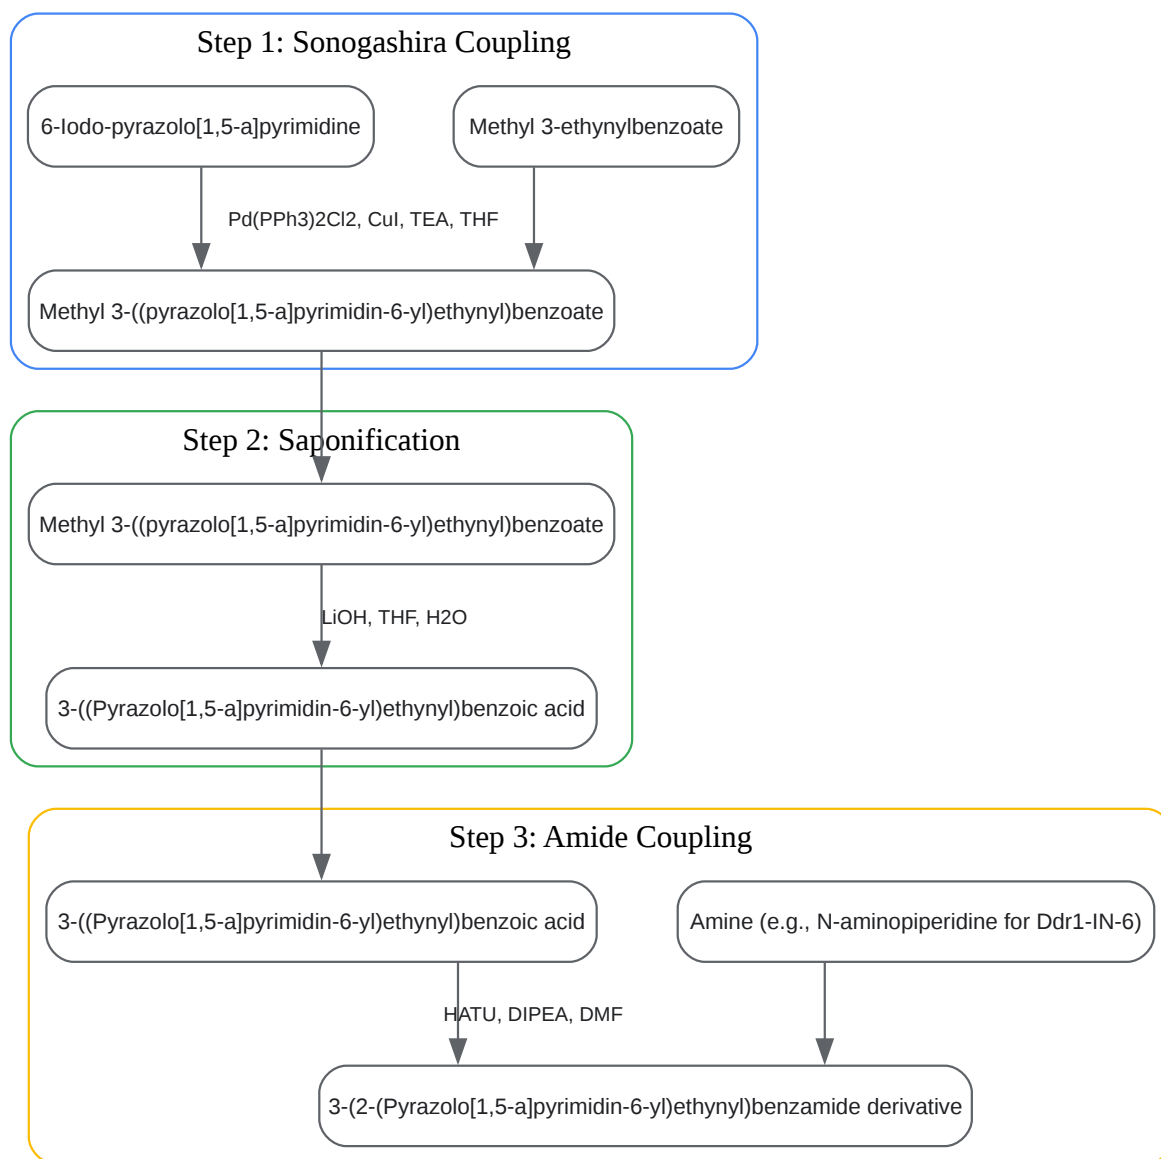 Step 1: Sonogashira Coupling
6-Iodo-pyrazolo[1,5-a]pyrimidine
Methyl 3-ethynylbenzoate
Pd(PPh3)2Cl2, CuI, TEA, THF
Methyl 3-((pyrazolo[1,5-a]pyrimidin-6-yl)ethynyl)benzoate
Step 2: Saponification
Methyl 3-((pyrazolo[1,5-a]pyrimidin-6-yl)ethynyl)benzoate
LiOH, THF, H2O
3-((Pyrazolo[1,5-a]pyrimidin-6-yl)ethynyl)benzoic acid
Step 3: Amide Coupling
3-((Pyrazolo[1,5-a]pyrimidin-6-yl)ethynyl)benzoic acid
Amine (e.g., N-aminopiperidine for Ddr1-IN-6)
HATU, DIPEA, DMF
3-(2-(Pyrazolo[1,5-a]pyrimidin-6-yl)ethynyl)benzamide derivative